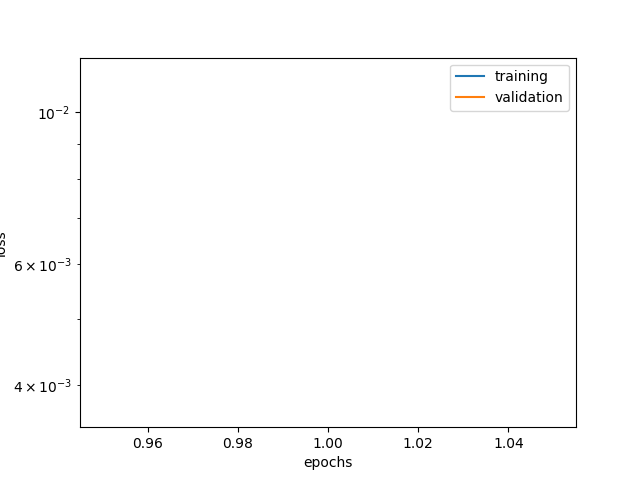 training
validation
10⁻²
6 × 10⁻³
4 × 10⁻³
loss
0.96 0.98 1.00 1.02 1.04
epochs